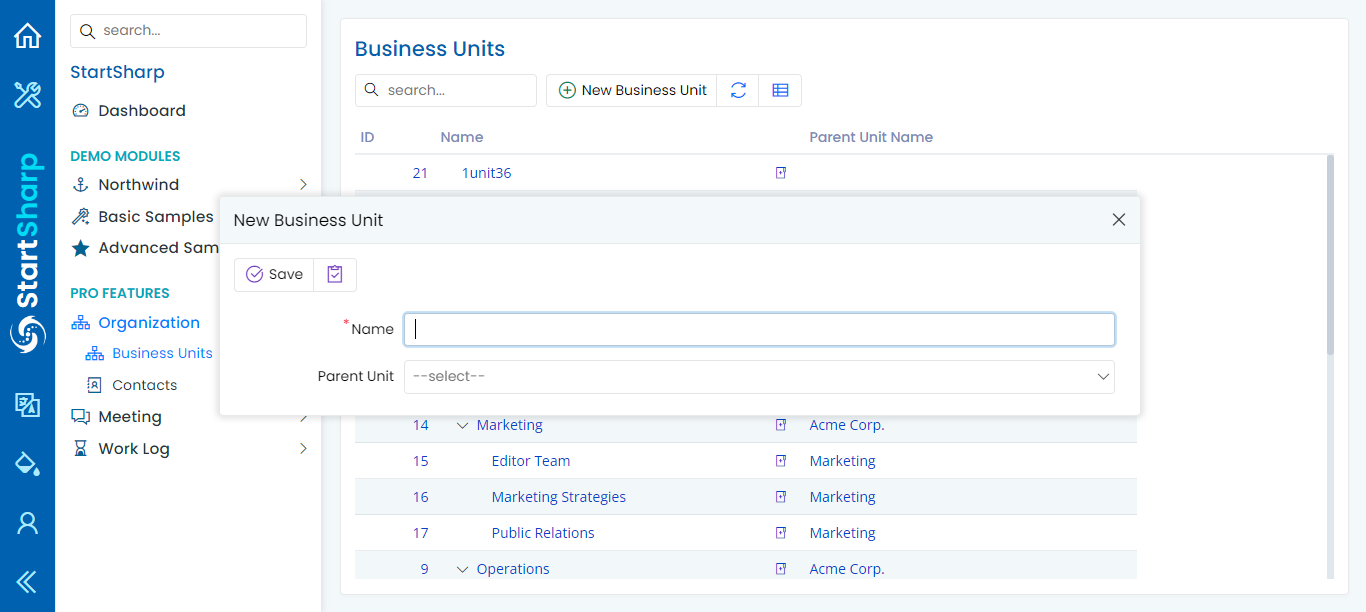 StartSharp
search...
StartSharp
Dashboard
DEMO MODULES
Northwind
Basic Samples
Advanced Sam
PRO FEATURES
Organization
Business Units
Contacts
Meeting
Work Log
Business Units
search...
New Business Unit
ID Name Parent Unit Name
21 1unit36
New Business Unit
Save
* Name
Parent Unit --select--
14 Marketing Acme Corp.
15 Editor Team Marketing
16 Marketing Strategies Marketing
17 Public Relations Marketing
9 Operations Acme Corp.